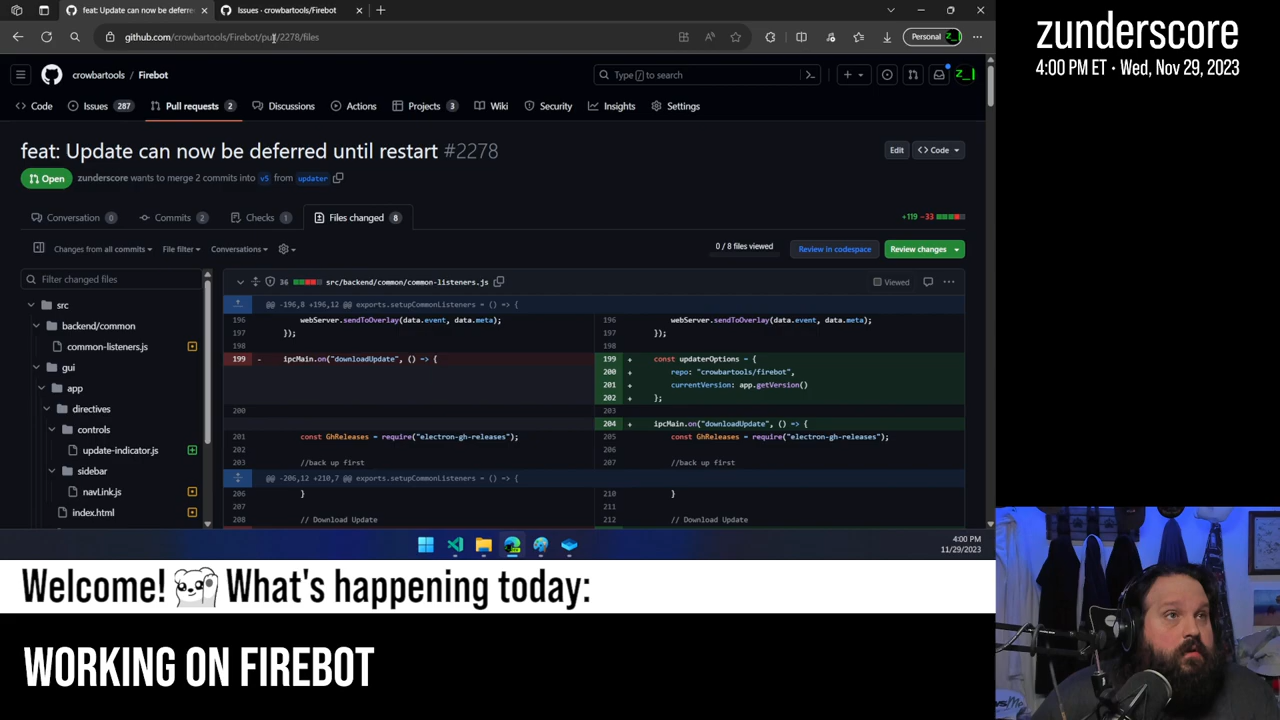 feat: Update can now be deferre
Issues · crowbartools/Firebot
github.com/crowbartools/Firebot/pull/2278/files
Personal
zunderscore
4:00 PM ET • Wed, Nov 29, 2023
crowbartools / Firebot
Type / to search
Code
Issues 287
Pull requests 2
Discussions
Actions
Projects 3
Wiki
Security
Insights
Settings
feat: Update can now be deferred until restart #2278
Edit
<> Code
Open
zunderscore wants to merge 2 commits into v5 from updater
Conversation 0
Commits 2
Checks 1
Files changed 8
+119 −33
Changes from all commits
File filter
Conversations
0 / 8 files viewed
Review in codespace
Review changes
Filter changed files
src
backend/common
common-listeners.js
gui
app
directives
controls
update-indicator.js
sidebar
navLink.js
index.html
36 src/backend/common/common-listeners.js
Viewed
@@ -196,8 +196,12 @@ exports.setupCommonListeners = () => {
196 webServer.sendToOverlay(data.event, data.meta);
196 webServer.sendToOverlay(data.event, data.meta);
197 });
197 });
198
198
199 - ipcMain.on("downloadUpdate", () => {
199 + const updaterOptions = {
200 + repo: "crowbartools/firebot",
201 + currentVersion: app.getVersion()
202 + };
200
203
204 + ipcMain.on("downloadUpdate", () => {
201 const GhReleases = require("electron-gh-releases");
205 const GhReleases = require("electron-gh-releases");
202
206
203 //back up first
207 //back up first
@@ -206,12 +210,7 @@ exports.setupCommonListeners = () => {
206 }
210 }
207
211
208 // Download Update
212 // Download Update
4:00 PM
11/29/2023
Welcome! What's happening today:
WORKING ON FIREBOT